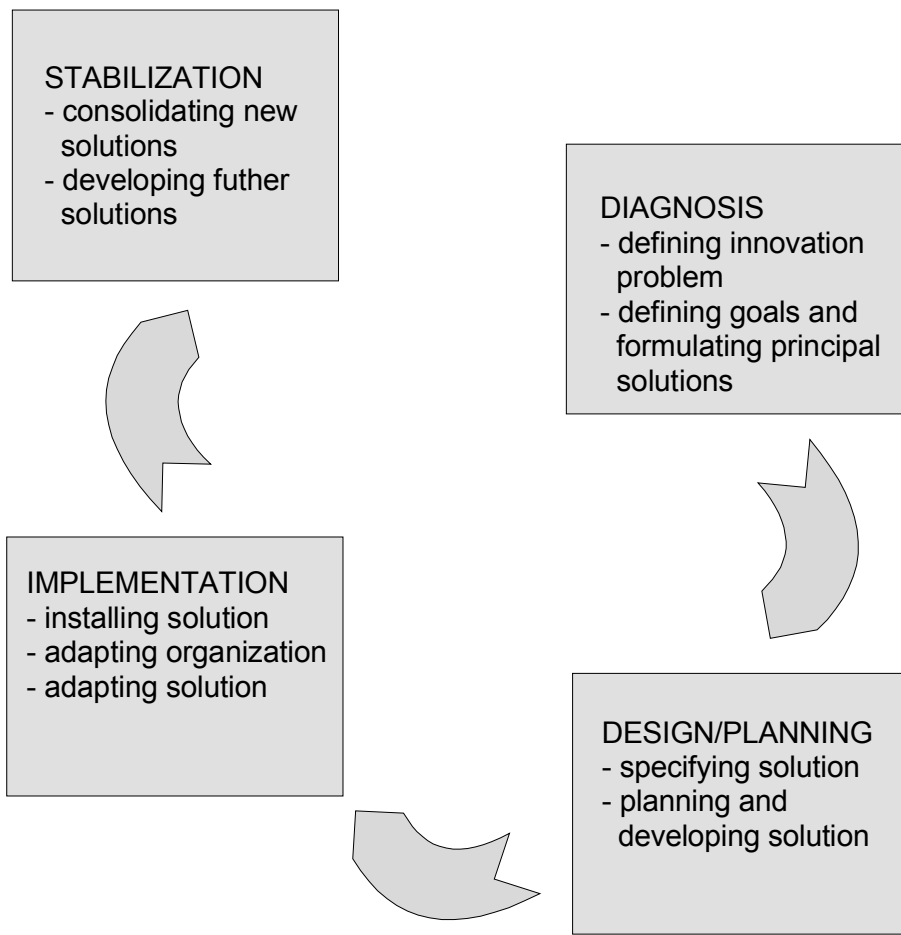 STABILIZATION
- consolidating new
solutions
- developing futher
solutions
DIAGNOSIS
- defining innovation
problem
- defining goals and
formulating principal
solutions
IMPLEMENTATION
- installing solution
- adapting organization
- adapting solution
DESIGN/PLANNING
- specifying solution
- planning and
developing solution